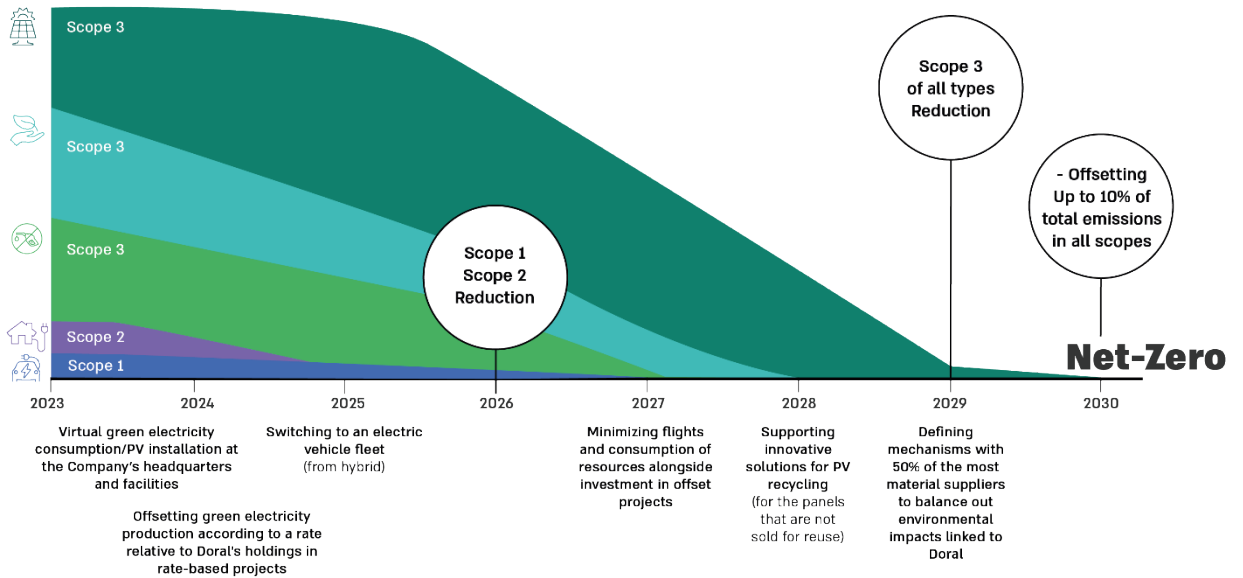 Scope 3
Scope 3
Scope 3
Scope 2
Scope 1
Scope 1
Scope 2
Reduction
Scope 3
of all types
Reduction
- Offsetting
Up to 10% of
total emissions
in all scopes
Net-Zero
2023
2024
2025
2026
2027
2028
2029
2030
Virtual green electricity
consumption/PV installation at
the Company's headquarters
and facilities
Offsetting green electricity
production according to a rate
relative to Doral's holdings in
rate-based projects
Switching to an electric
vehicle fleet
(from hybrid)
Minimizing flights
and consumption of
resources alongside
investment in offset
projects
Supporting
innovative
solutions for PV
recycling
(for the panels
that are not
sold for reuse)
Defining
mechanisms with
50% of the most
material suppliers
to balance out
environmental
impacts linked to
Doral